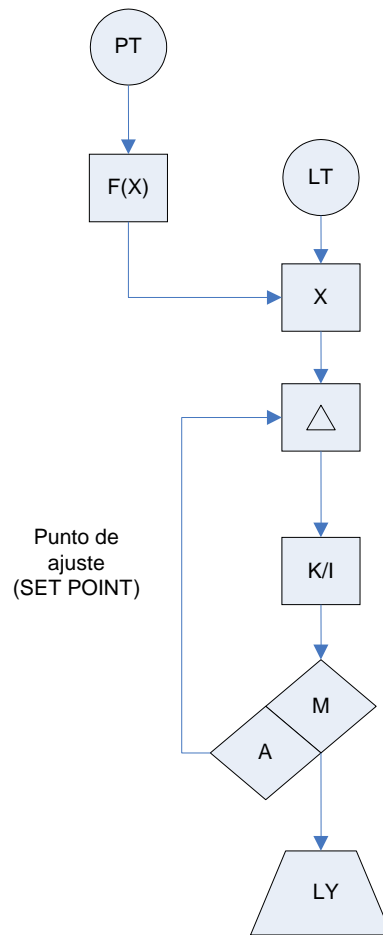 PT
F(X)
LT
X
Punto de
ajuste
(SET POINT)
K/I
M
A
LY